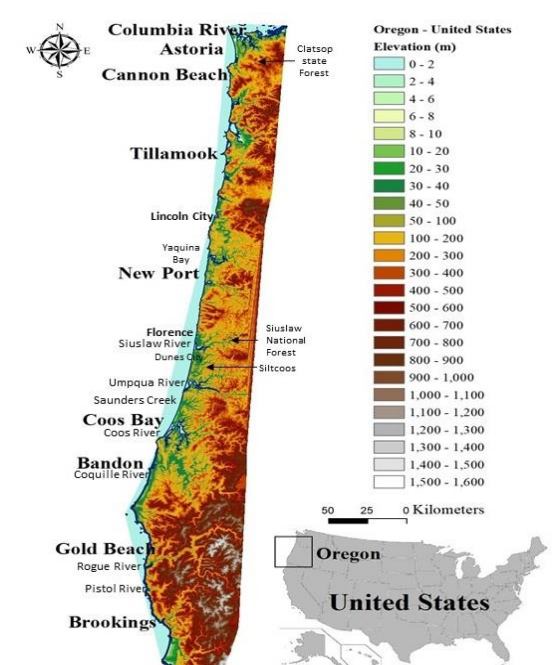 N
W
E
S
Columbia River
Astoria
Clatsop
state
Forest
Cannon Beach
Tillamook
Lincoln City
Yaquina
Bay
New Port
Florence
Siuslaw River
Dunes City
Siuslaw
National
Forest
Siltcoos
Umpqua River
Saunders Creek
Coos Bay
Coos River
Bandon
Coquille River
Gold Beach
Rogue River
Pistol River
Brookings
Oregon - United States
Elevation (m)
0 - 2
2 - 4
4 - 6
6 - 8
8 - 10
10 - 20
20 - 30
30 - 40
40 - 50
50 - 100
100 - 200
200 - 300
300 - 400
400 - 500
500 - 600
600 - 700
700 - 800
800 - 900
900 - 1,000
1,000 - 1,100
1,100 - 1,200
1,200 - 1,300
1,300 - 1,400
1,400 - 1,500
1,500 - 1,600
50 25 0 Kilometers
Oregon
United States